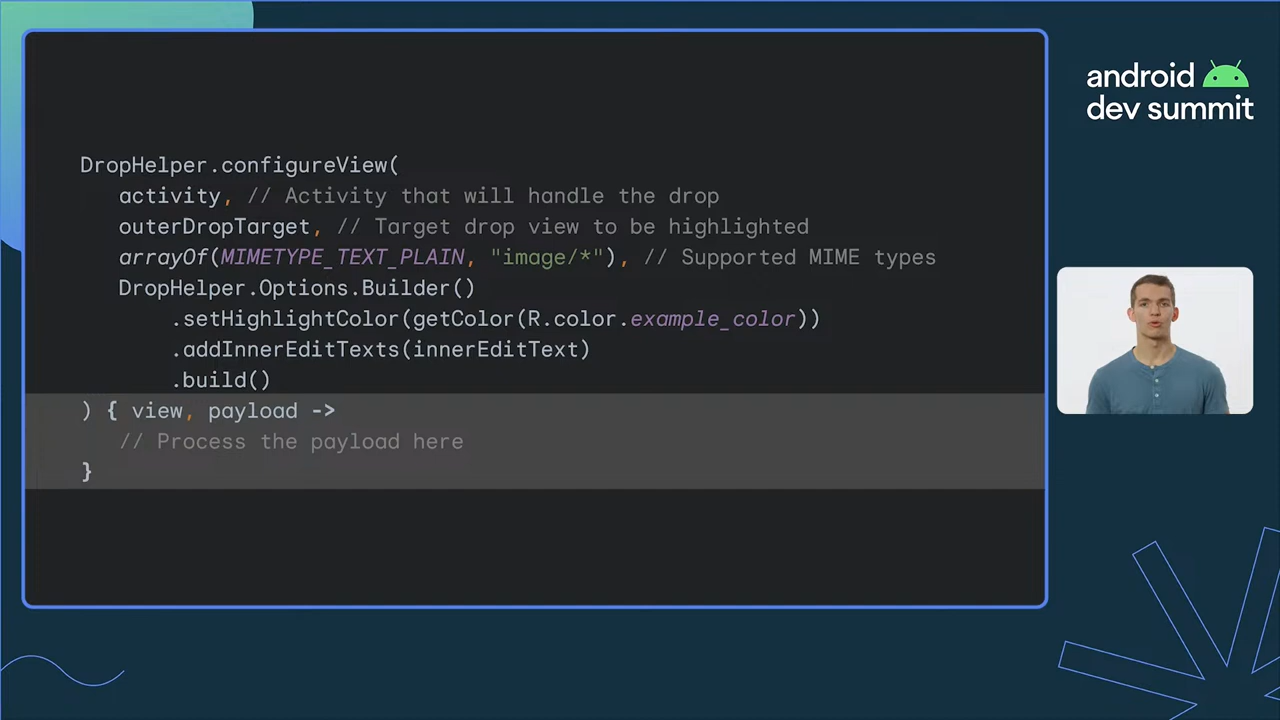 android
dev summit
DropHelper.configureView(
activity, // Activity that will handle the drop
outerDropTarget, // Target drop view to be highlighted
arrayOf(MIMETYPE_TEXT_PLAIN, "image/*"), // Supported MIME types
DropHelper.Options.Builder()
.setHighlightColor(getColor(R.color.example_color))
.addInnerEditTexts(innerEditText)
.build()
) { view, payload ->
// Process the payload here
}